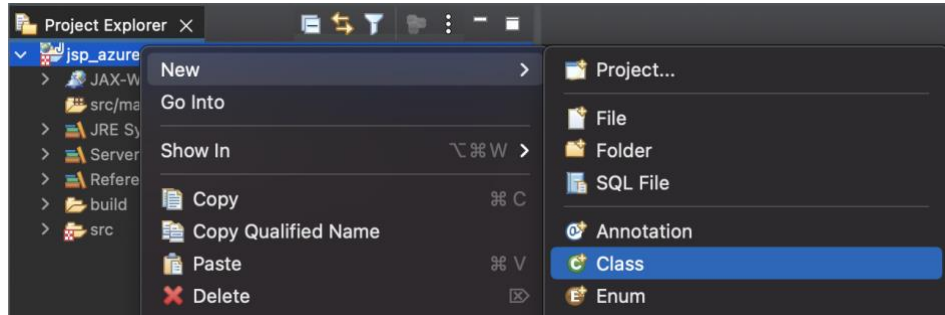 Project Explorer
jsp_azure
JAX-W
src/ma
JRE Sy
Server
Refere
build
src
New
Go Into
Show In ⌥⌘W
Copy ⌘ C
Copy Qualified Name
Paste ⌘ V
Delete ⌦
Project...
File
Folder
SQL File
Annotation
Class
Enum